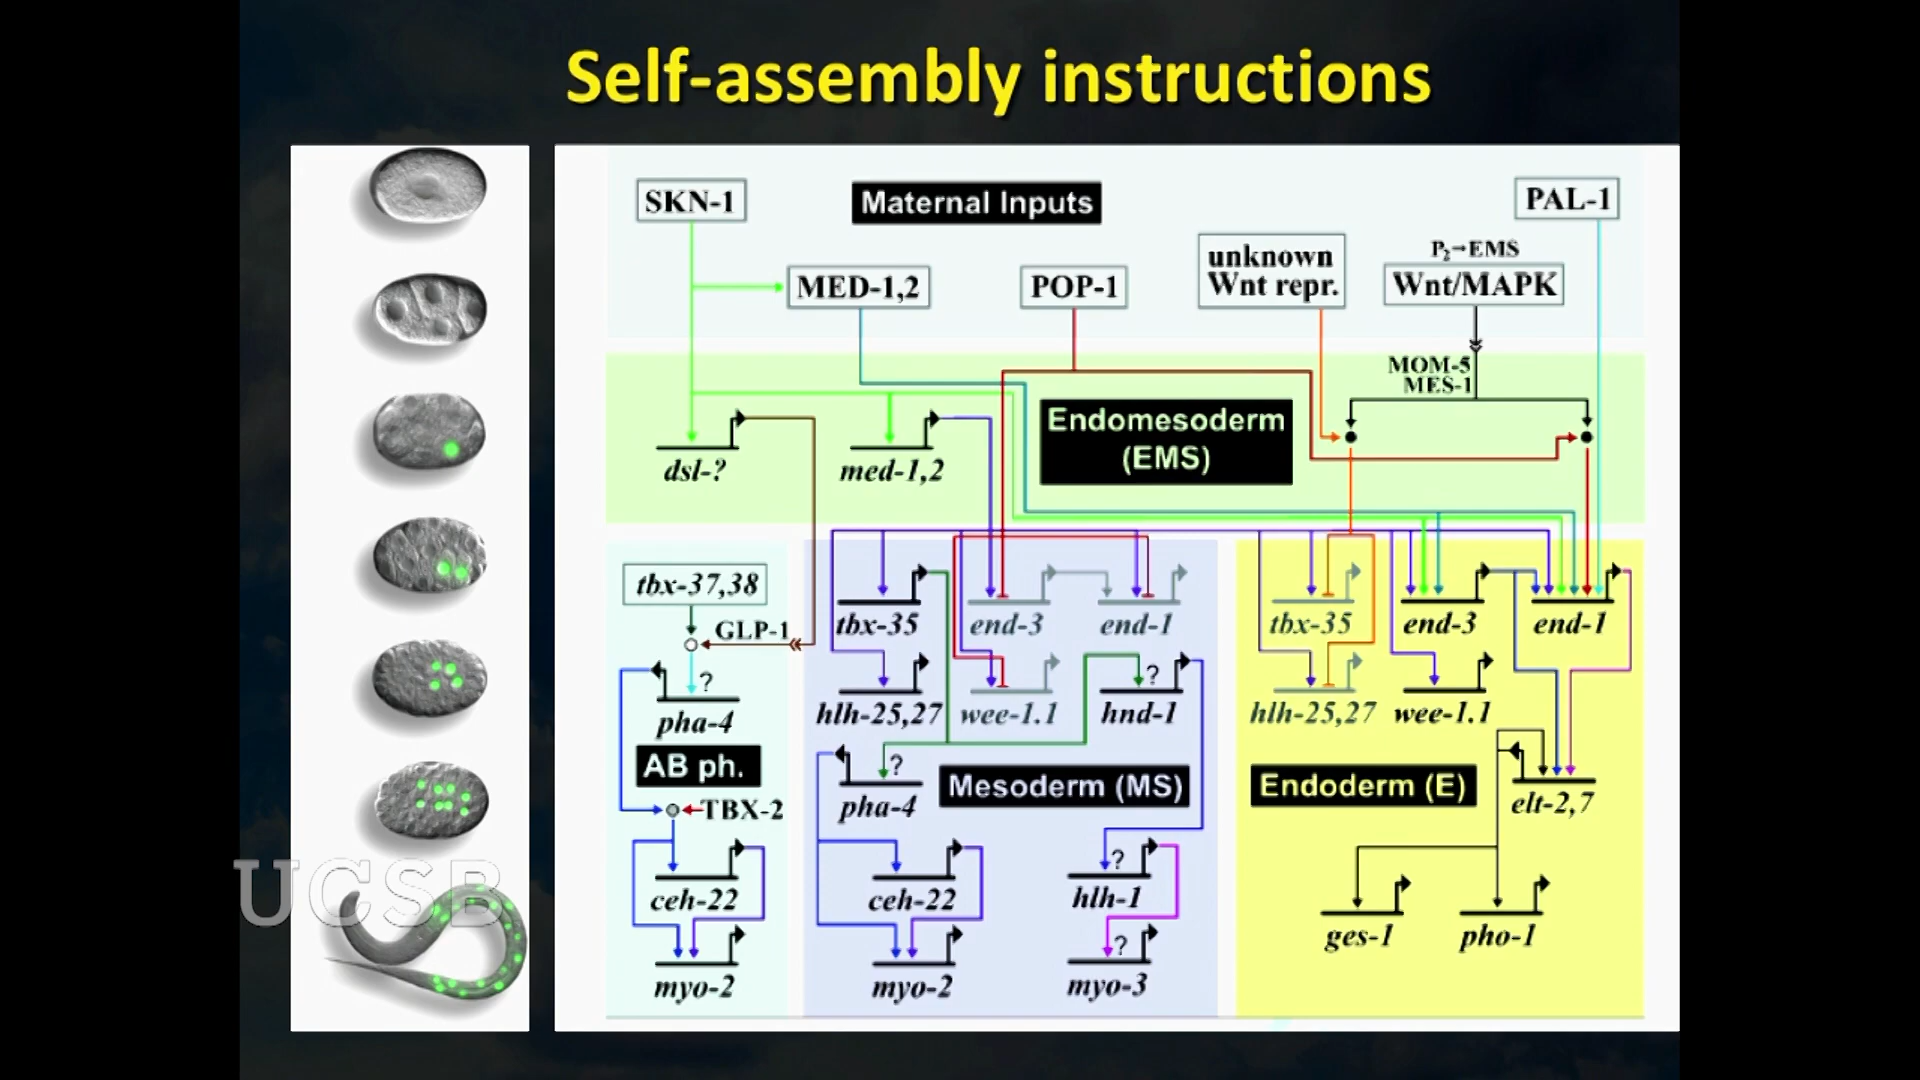 Self-assembly instructions
SKN-1
Maternal Inputs
PAL-1
MED-1,2
POP-1
unknown
Wnt repr.
P₂→EMS
Wnt/MAPK
MOM-5
MES-1
dsl-?
med-1,2
Endomesoderm
(EMS)
tbx-37,38
GLP-1
?
pha-4
AB ph.
TBX-2
ceh-22
myo-2
tbx-35
end-3
end-1
hlh-25,27
wee-1.1
?
hnd-1
?
pha-4
Mesoderm (MS)
ceh-22
?
hlh-1
myo-2
?
myo-3
tbx-35
end-3
end-1
hlh-25,27
wee-1.1
Endoderm (E)
elt-2,7
ges-1
pho-1
UCSB